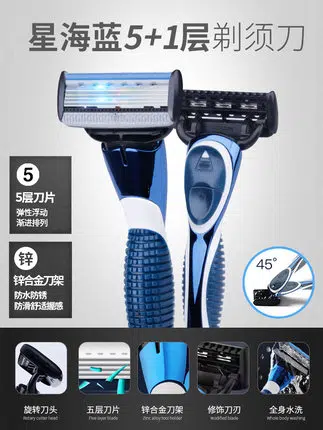 星海蓝5+1层剃须刀
5
5层刀片
弹性浮动
渐进排列
锌
锌合金刀架
防水防锈
防滑舒适握感
45°
旋转刀头
Rotary cutter head
五层刀片
Five layer blade
锌合金刀架
Zinc alloy tool holder
修饰刀刃
Modified blade
全身水洗
Whole body washing